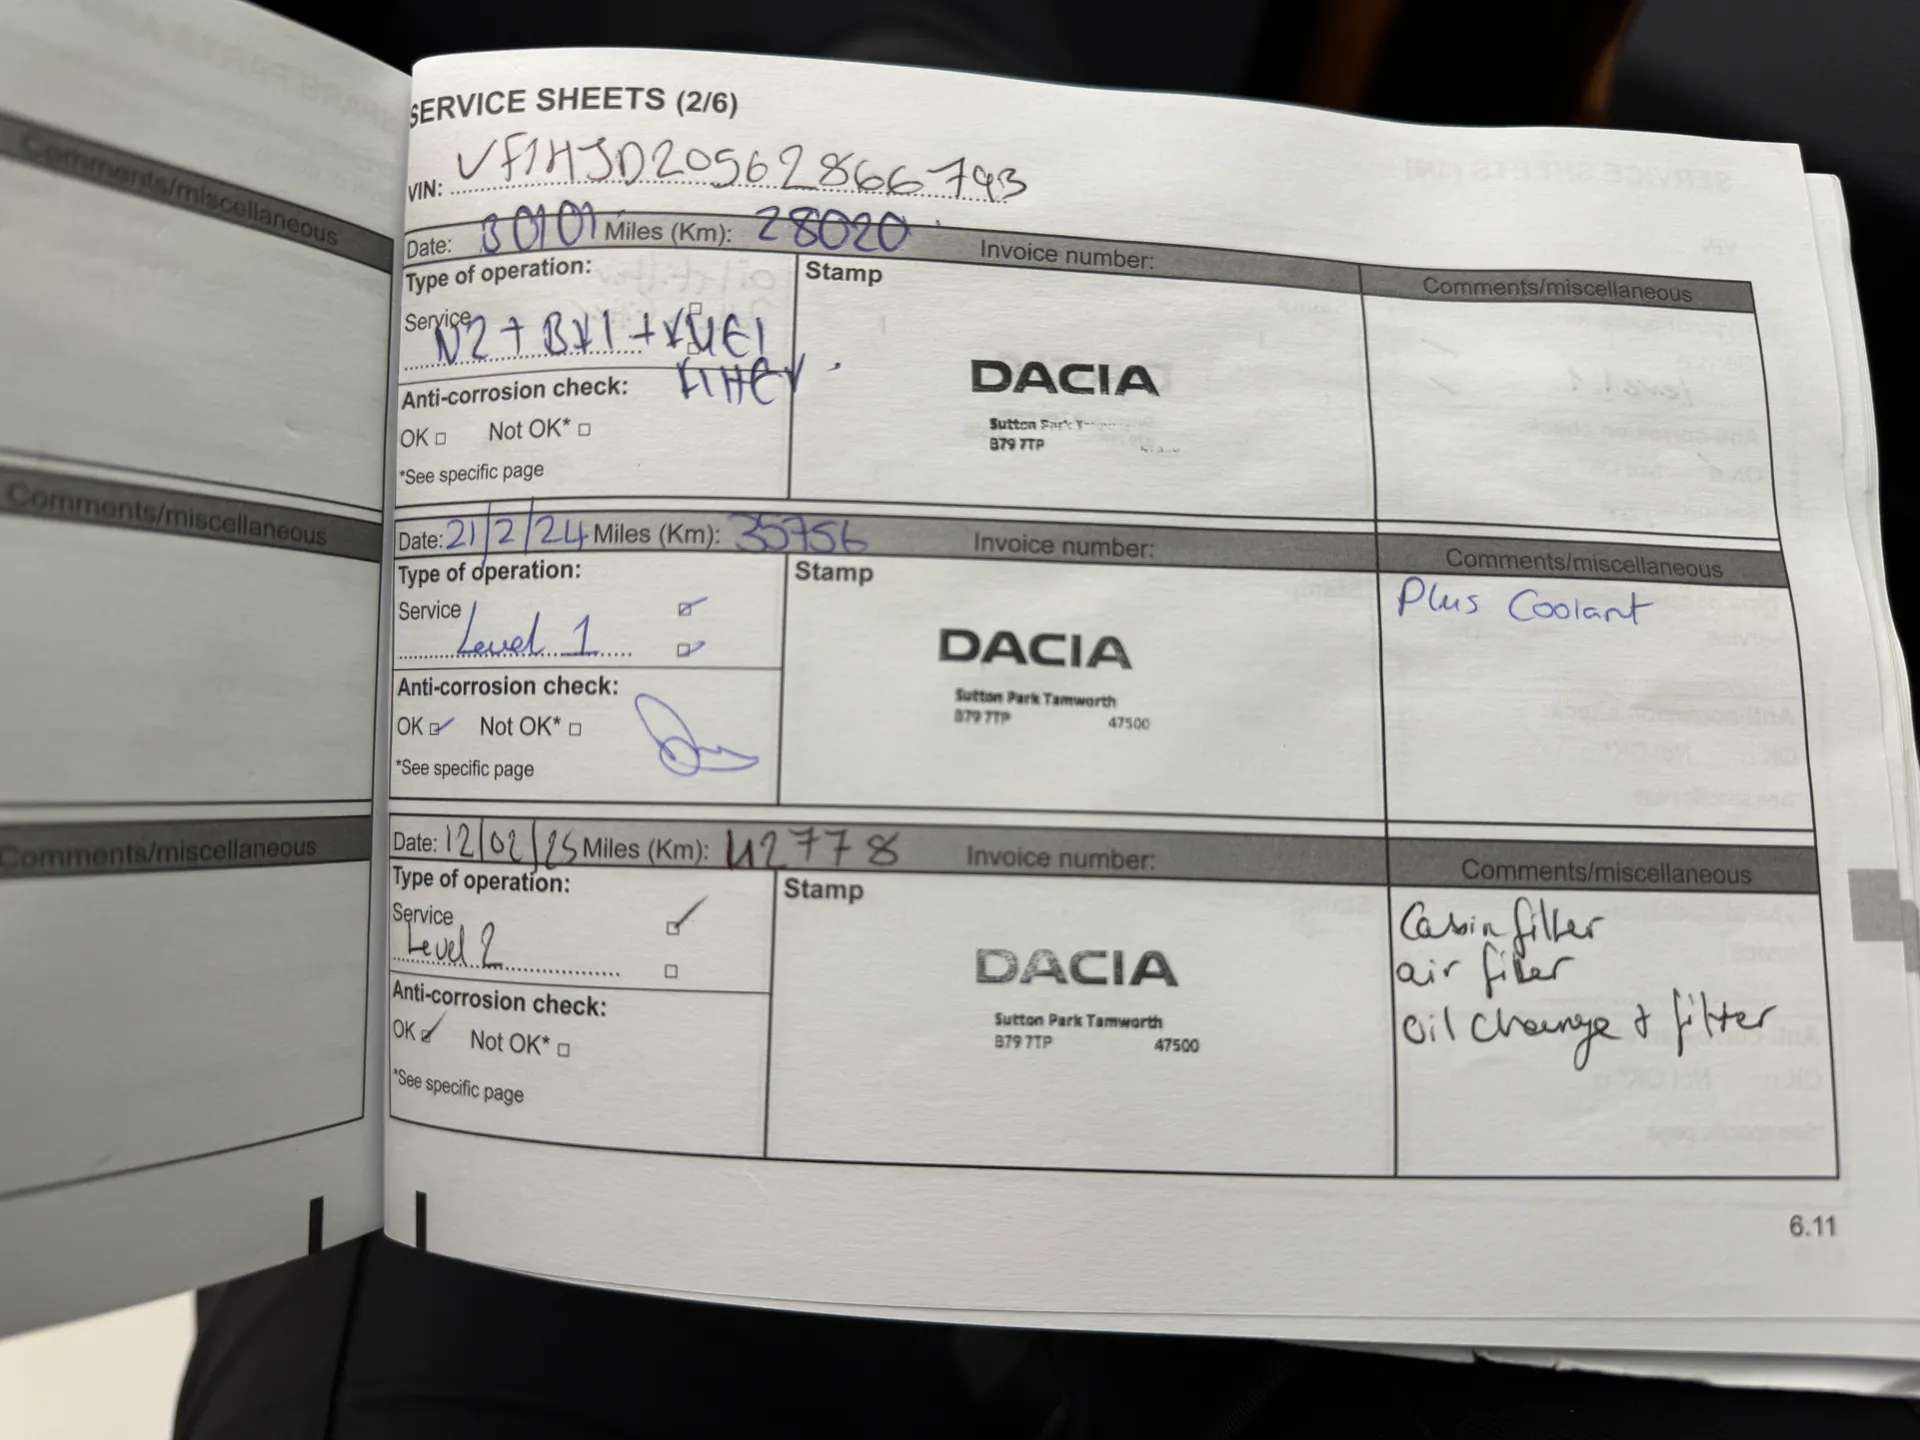 SERVICE SHEETS (2/6)
VIN: VF1HJD20562866793
Date: 30/01 Miles (Km): 28020 Invoice number:
Comments/miscellaneous
Type of operation:
Stamp
Service
N2 +
DACIA
Sutton Park
B79 7TP
Anti-corrosion check:
OK Not OK*
*See specific page
Date: 21/2/24 Miles (Km): 35756 Invoice number:
Comments/miscellaneous
Type of operation:
Stamp
Service
Level 1
Plus Coolant
DACIA
Sutton Park Tamworth
B79 7TP 47500
Anti-corrosion check:
OK Not OK*
*See specific page
Date: 12/02/25 Miles (Km): 42778 Invoice number:
Comments/miscellaneous
Type of operation:
Stamp
Service
Level 2
Cabin filter
air filter
oil change + filter
DACIA
Sutton Park Tamworth
B79 7TP 47500
Anti-corrosion check:
OK Not OK*
*See specific page
6.11
Comments/miscellaneous
Comments/miscellaneous
Comments/miscellaneous